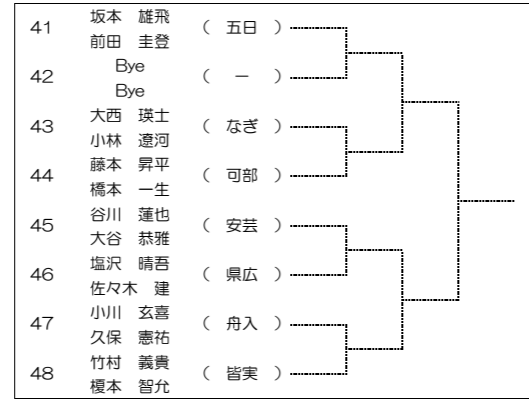 坂本　雄飛
41 （　五日　）
前田　圭登
Bye
42 （　ー　）
Bye
大西　瑛士
43 （　なぎ　）
小林　遼河
藤本　昇平
44 （　可部　）
橋本　一生
谷川　蓮也
45 （　安芸　）
大谷　恭雅
塩沢　晴吾
46 （　県広　）
佐々木　建
小川　玄喜
47 （　舟入　）
久保　憲祐
竹村　義貴
48 （　皆実　）
榎本　智允